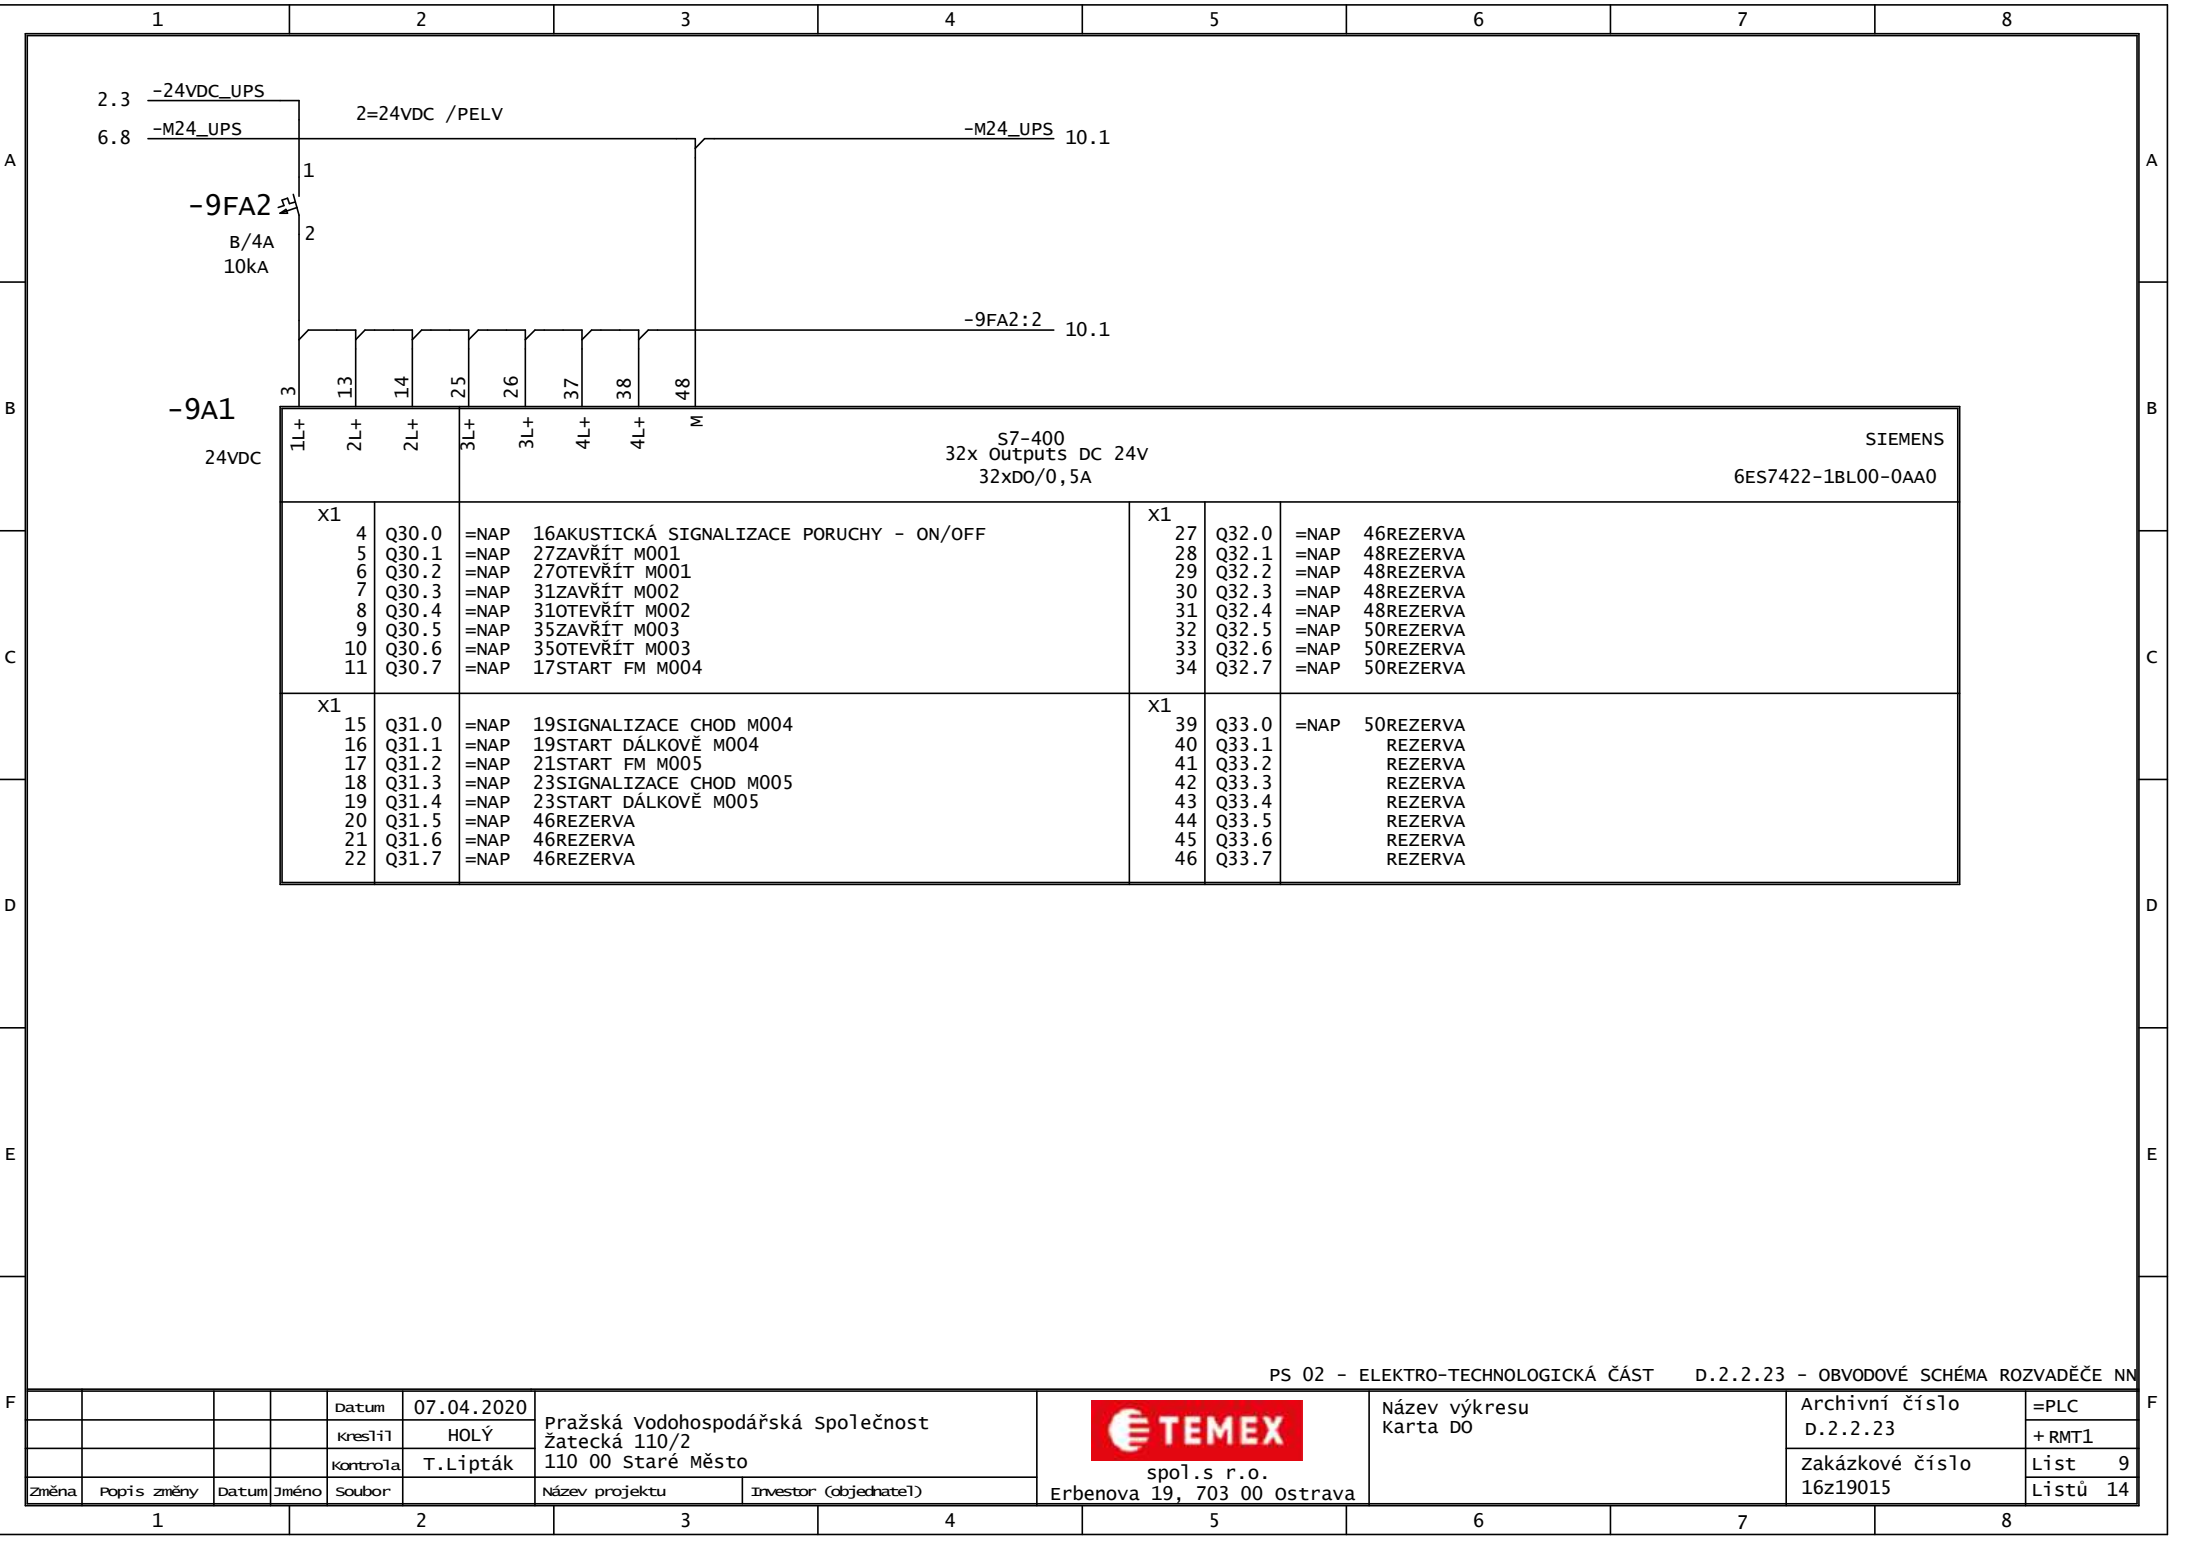 1 2 3 4 5 6 7 8
2.3 -24VDC_UPS
2=24VDC /PELV
6.8 -M24_UPS -M24_UPS 10.1
A A
1
-9FA2
2
B/4A
10kA
-9FA2:2 10.1
3 13 14 25 26 37 38 48
B B
-9A1
1L+ 2L+ 2L+ 3L+ 3L+ 4L+ 4L+ M
24VDC
S7-400
32x Outputs DC 24V
32xDO/0,5A
SIEMENS
6ES7422-1BL00-0AA0
X1
4 Q30.0 =NAP 16AKUSTICKÁ SIGNALIZACE PORUCHY - ON/OFF
5 Q30.1 =NAP 27ZAVŘÍT M001
6 Q30.2 =NAP 27OTEVŘÍT M001
7 Q30.3 =NAP 31ZAVŘÍT M002
8 Q30.4 =NAP 31OTEVŘÍT M002
9 Q30.5 =NAP 35ZAVŘÍT M003
10 Q30.6 =NAP 35OTEVŘÍT M003
11 Q30.7 =NAP 17START FM M004
X1
27 Q32.0 =NAP 46REZERVA
28 Q32.1 =NAP 48REZERVA
29 Q32.2 =NAP 48REZERVA
30 Q32.3 =NAP 48REZERVA
31 Q32.4 =NAP 48REZERVA
32 Q32.5 =NAP 50REZERVA
33 Q32.6 =NAP 50REZERVA
34 Q32.7 =NAP 50REZERVA
C C
X1
15 Q31.0 =NAP 19SIGNALIZACE CHOD M004
16 Q31.1 =NAP 19START DÁLKOVĚ M004
17 Q31.2 =NAP 21START FM M005
18 Q31.3 =NAP 23SIGNALIZACE CHOD M005
19 Q31.4 =NAP 23START DÁLKOVĚ M005
20 Q31.5 =NAP 46REZERVA
21 Q31.6 =NAP 46REZERVA
22 Q31.7 =NAP 46REZERVA
X1
39 Q33.0 =NAP 50REZERVA
40 Q33.1 REZERVA
41 Q33.2 REZERVA
42 Q33.3 REZERVA
43 Q33.4 REZERVA
44 Q33.5 REZERVA
45 Q33.6 REZERVA
46 Q33.7 REZERVA
D D
E E
PS 02 - ELEKTRO-TECHNOLOGICKÁ ČÁST D.2.2.23 - OBVODOVÉ SCHÉMA ROZVADĚČE NN
F F
Datum 07.04.2020
Kreslil HOLÝ
Kontrola T.Lipták
Změna Popis změny Datum Jméno Soubor
Pražská Vodohospodářská Společnost
Žatecká 110/2
110 00 Staré Město
Název projektu Investor (objednatel)
TEMEX
spol.s r.o.
Erbenova 19, 703 00 Ostrava
Název výkresu
Karta DO
Archivní číslo
D.2.2.23
Zakázkové číslo
16z19015
=PLC
+RMT1
List 9
Listů 14
1 2 3 4 5 6 7 8